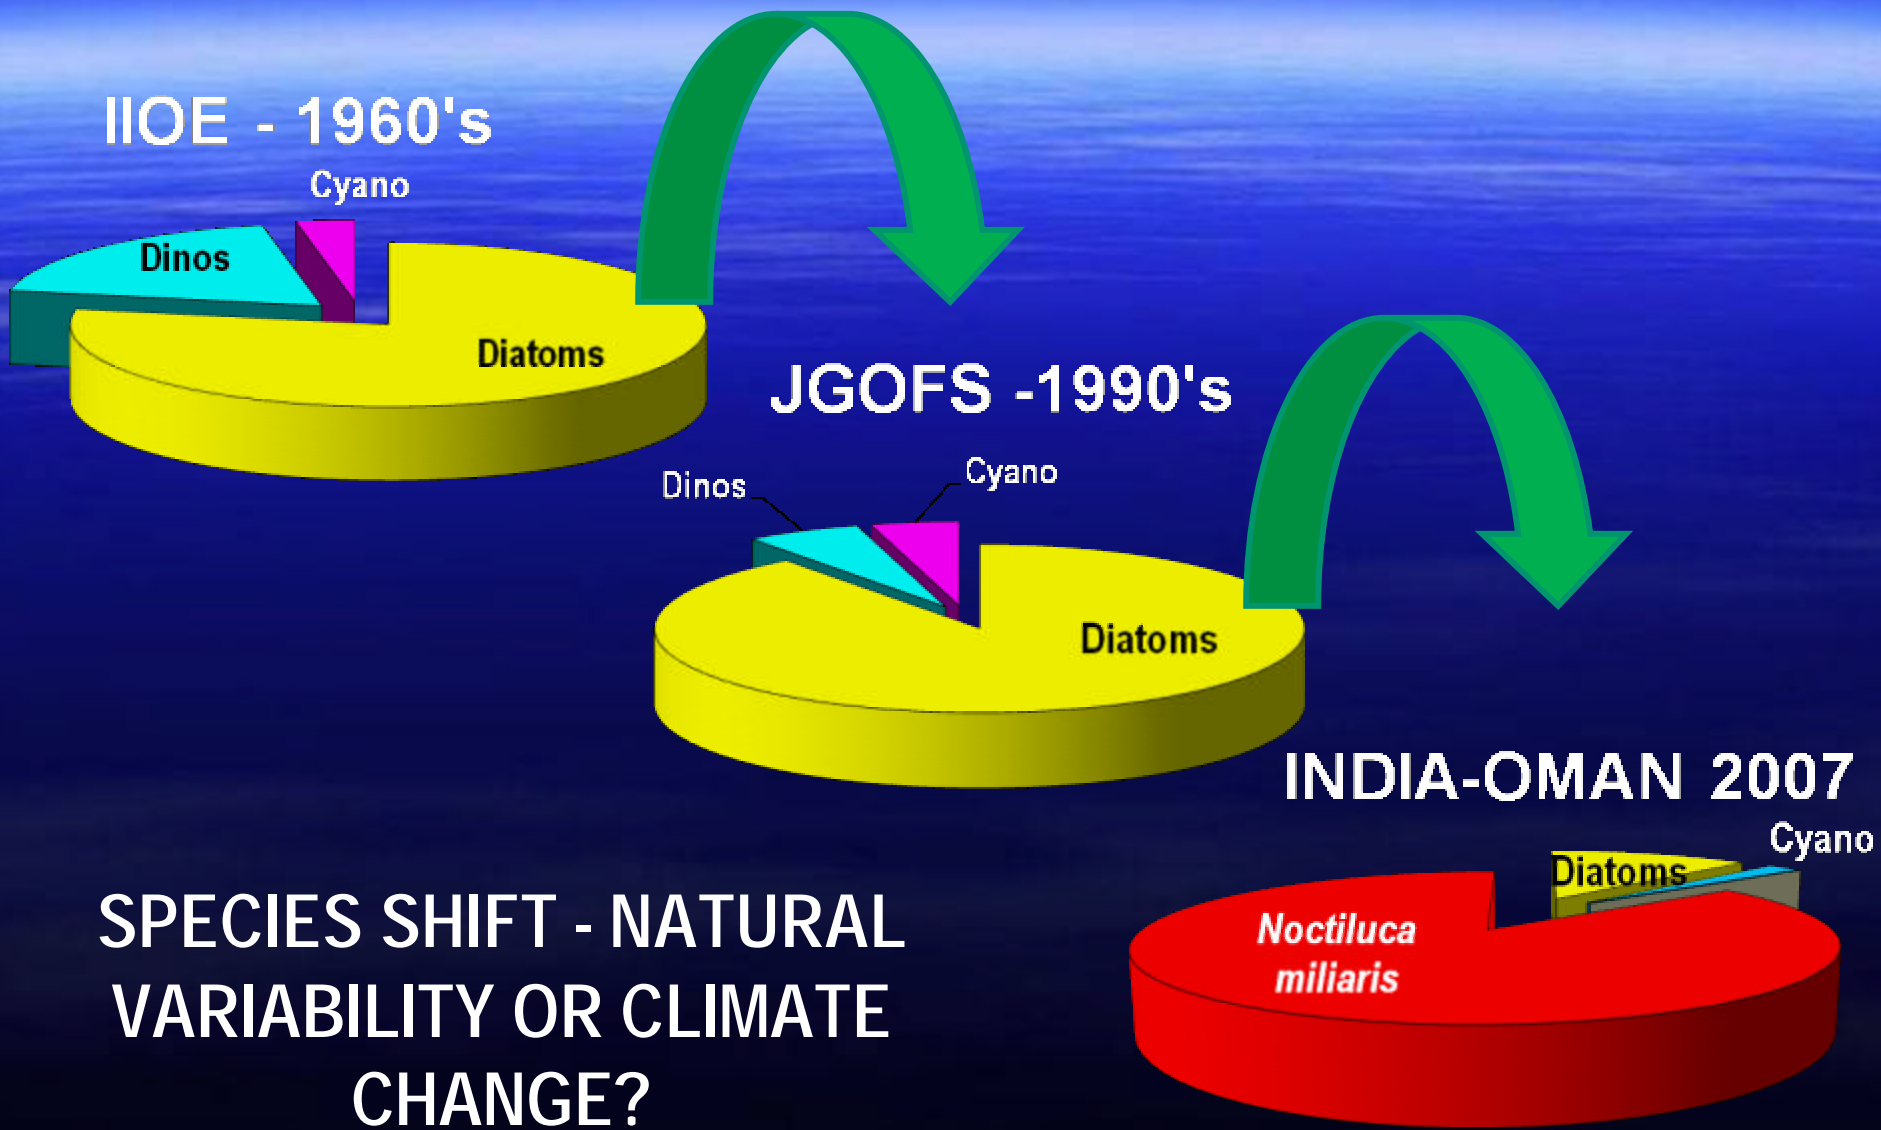 IIOE - 1960's
Cyano
Dinos
Diatoms
JGOFS -1990's
Dinos
Cyano
Diatoms
INDIA-OMAN 2007
Cyano
Diatoms
Noctiluca
miliaris
SPECIES SHIFT - NATURAL
VARIABILITY OR CLIMATE
CHANGE?